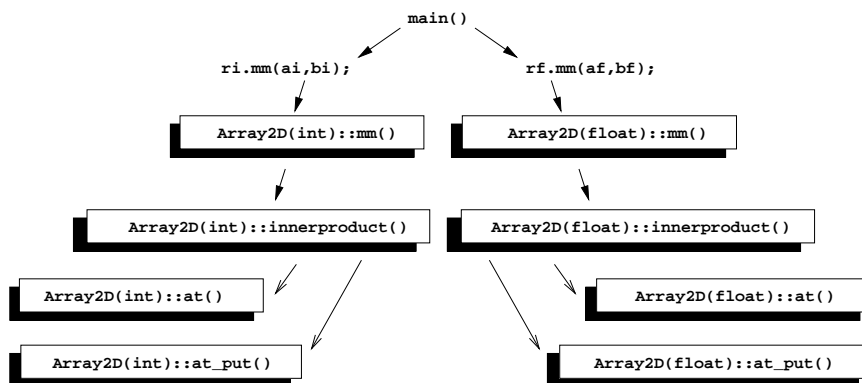 main()
ri.mm(ai,bi);
rf.mm(af,bf);
Array2D(int)::mm()
Array2D(float)::mm()
Array2D(int)::innerproduct()
Array2D(float)::innerproduct()
Array2D(int)::at()
Array2D(float)::at()
Array2D(int)::at_put()
Array2D(float)::at_put()